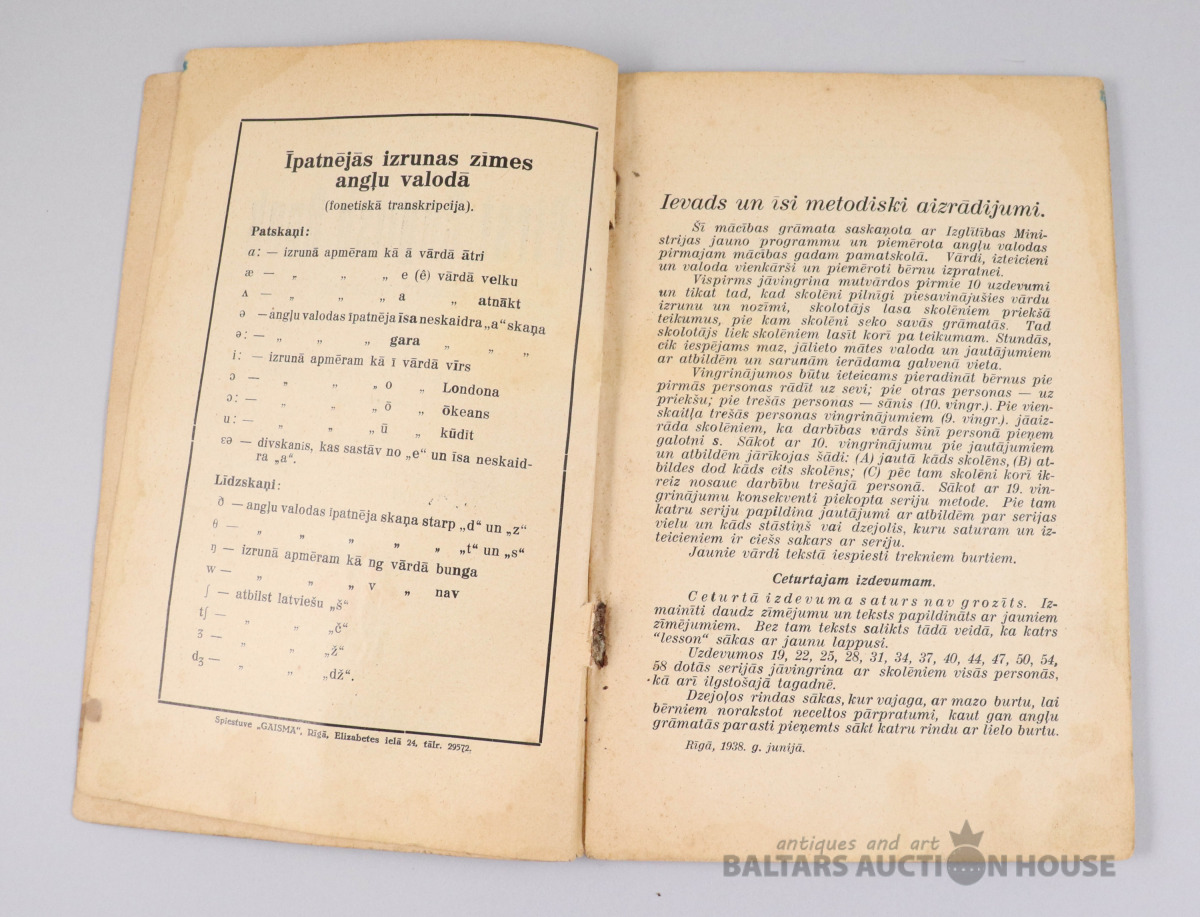 Īpatnējās izrunas zīmes
angļu valodā
(fonetiskā transkripcija).
Patskaņi:
ɑ: — izrunā apmēram kā ā vārdā ātri
æ — „ „ „ e (ê) vārdā velku
ʌ — „ „ „ a „ atnākt
ə — angļu valodas īpatnēja īsa neskaidra „a“ skaņa
ə: — „ „ „ gara „ „ „
i: — izrunā apmēram kā ī vārdā vīrs
ɔ — „ „ „ o „ Londona
ɔ: — „ „ „ ō „ ōkeans
u: — „ „ „ ū „ kūdīt
ɛə — divskanis, kas sastāv no „e“ un īsa neskaid-
ra „a“.
Līdzskaņi:
ð — angļu valodas īpatnēja skaņa starp „d“ un „z“
θ — „ „ „ „ „ „t“ un „s“
ŋ — izrunā apmēram kā ng vārdā bunga
w — „ „ „ v „ nav
ʃ — atbilst latviešu „š“
tʃ — „ „ „č“
ʒ — „ „ „ž“
dʒ — „ „ „dž“.
Spiestuve „GAISMA“, Rīgā, Elizabetes ielā 24, tālr. 29572.
Ievads un īsi metodiski aizrādijumi.
Šī mācības grāmata saskaņota ar Izglītības Mini-
strijas jauno programmu un piemērota angļu valodas
pirmajam mācības gadam pamatskolā. Vārdi, izteicieni
un valoda vienkārši un piemēroti bērnu izpratnei.
Vispirms jāvingrina mutvārdos pirmie 10 uzdevumi
un tikai tad, kad skolēni pilnīgi piesavinājušies vārdu
izrunu un nozīmi, skolotājs lasa skolēniem priekšā
teikumus, pie kam skolēni seko savās grāmatās. Tad
skolotājs liek skolēniem lasīt korī pa teikumam. Stundās,
cik iespējams maz, jālieto mātes valoda un jautājumiem
ar atbildēm un sarunām ierādama galvenā vieta.
Vingrinājumos būtu ieteicams pieradināt bērnus pie
pirmās personas rādīt uz sevi; pie otras personas — uz
priekšu; pie trešās personas — sānis (10. vingr.). Pie vien-
skaitļa trešās personas vingrinājumiem (9. vingr.). jāaiz-
rāda skolēniem, ka darbības vārds šinī personā pieņem
galotni s. Sākot ar 10. vingrinājumu pie jautājumiem
un atbildēm jārīkojas šādi: (A) jautā kāds skolēns, (B) at-
bildes dod kāds cits skolēns; (C) pēc tam skolēni korī ik-
reiz nosauc darbību trešajā personā. Sākot ar 19. vin-
grinājumu konsekventi piekopta seriju metode. Pie tam
katru seriju papildina jautājumi ar atbildēm par serijas
vielu un kāds stāstiņš vai dzejolis, kuru saturam un iz-
teicieniem ir ciešs sakars ar seriju.
Jaunie vārdi tekstā iespiesti trekniem burtiem.
Ceturtajam izdevumam.
Ceturtā izdevuma saturs nav grozīts. Iz-
mainīti daudz zīmējumu un teksts papildināts ar jauniem
zīmējumiem. Bez tam teksts salikts tādā veidā, ka katrs
“lesson“ sākas ar jaunu lappusi.
Uzdevumos 19, 22, 25, 28, 31, 34, 37, 40, 44, 47, 50, 54,
58 dotās serijās jāvingrina ar skolēniem visās personās,
kā arī ilgstošajā tagadnē.
Dzejoļos rindas sākas, kur vajaga, ar mazo burtu, lai
bērniem norakstot neceltos pārpratumi, kaut gan angļu
grāmatās parasti pieņemts sākt katru rindu ar lielo burtu.
Rīgā, 1938. g. junijā.
antiques and art
BALTARS AUCTION HOUSE